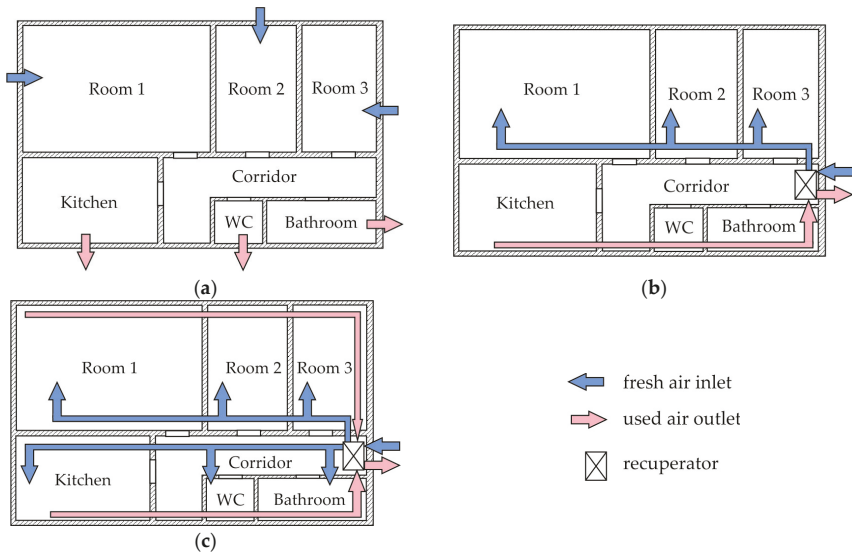 Room 1
Room 2
Room 3
Corridor
Kitchen
WC
Bathroom
(a)
Room 1
Room 2
Room 3
Corridor
Kitchen
WC
Bathroom
(b)
Room 1
Room 2
Room 3
Corridor
Kitchen
WC
Bathroom
(c)
fresh air inlet
used air outlet
recuperator